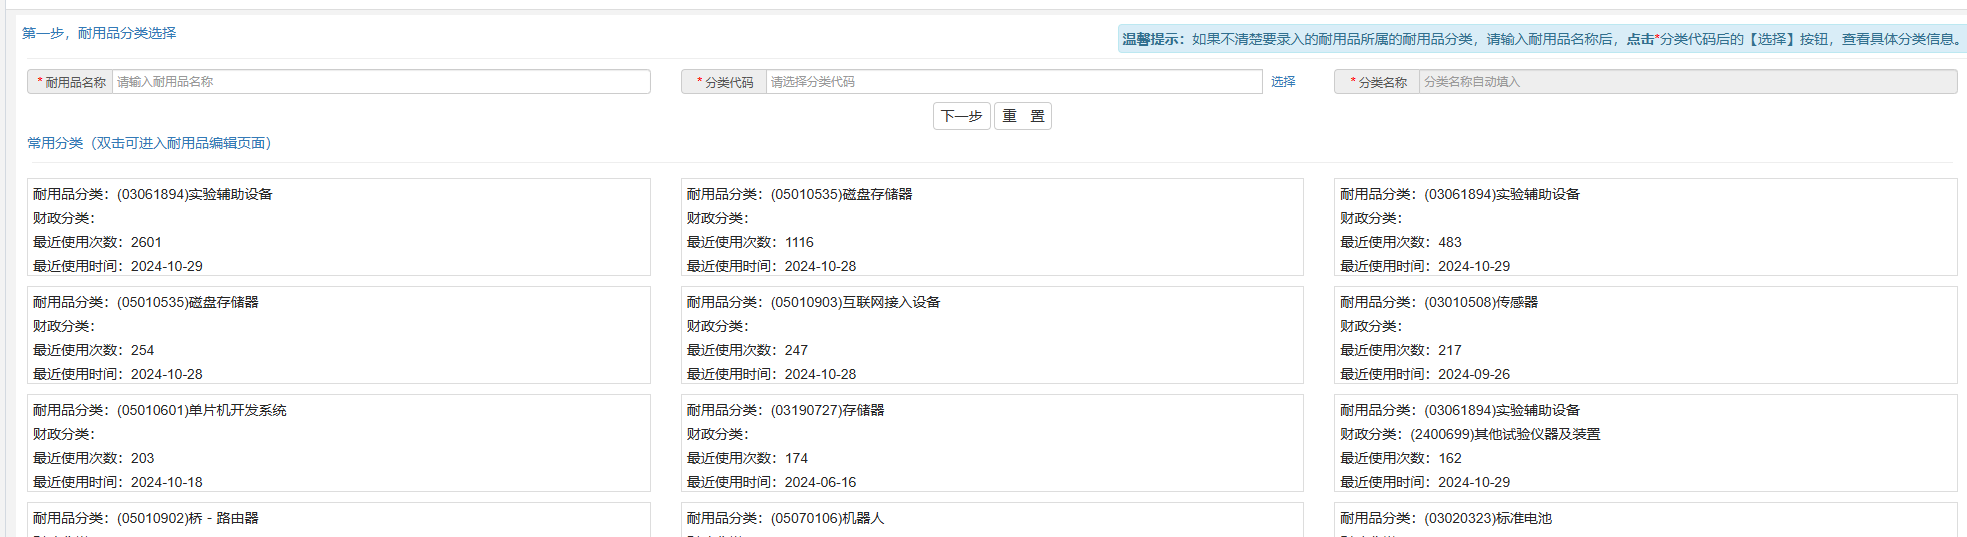 第一步，耐用品分类选择
温馨提示：如果不清楚要录入的耐用品所属的耐用品分类，请输入耐用品名称后，点击*分类代码后的【选择】按钮，查看具体分类信息。
* 耐用品名称 请输入耐用品名称 * 分类代码 请选择分类代码 选择 * 分类名称 分类名称自动填入
下一步 重 置
常用分类（双击可进入耐用品编辑页面）
耐用品分类：(03061894)实验辅助设备
财政分类：
最近使用次数：2601
最近使用时间：2024-10-29
耐用品分类：(05010535)磁盘存储器
财政分类：
最近使用次数：1116
最近使用时间：2024-10-28
耐用品分类：(03061894)实验辅助设备
财政分类：
最近使用次数：483
最近使用时间：2024-10-29
耐用品分类：(05010535)磁盘存储器
财政分类：
最近使用次数：254
最近使用时间：2024-10-28
耐用品分类：(05010903)互联网接入设备
财政分类：
最近使用次数：247
最近使用时间：2024-10-28
耐用品分类：(03010508)传感器
财政分类：
最近使用次数：217
最近使用时间：2024-09-26
耐用品分类：(05010601)单片机开发系统
财政分类：
最近使用次数：203
最近使用时间：2024-10-18
耐用品分类：(03190727)存储器
财政分类：
最近使用次数：174
最近使用时间：2024-06-16
耐用品分类：(03061894)实验辅助设备
财政分类：(2400699)其他试验仪器及装置
最近使用次数：162
最近使用时间：2024-10-29
耐用品分类：(05010902)桥 - 路由器
耐用品分类：(05070106)机器人
耐用品分类：(03020323)标准电池